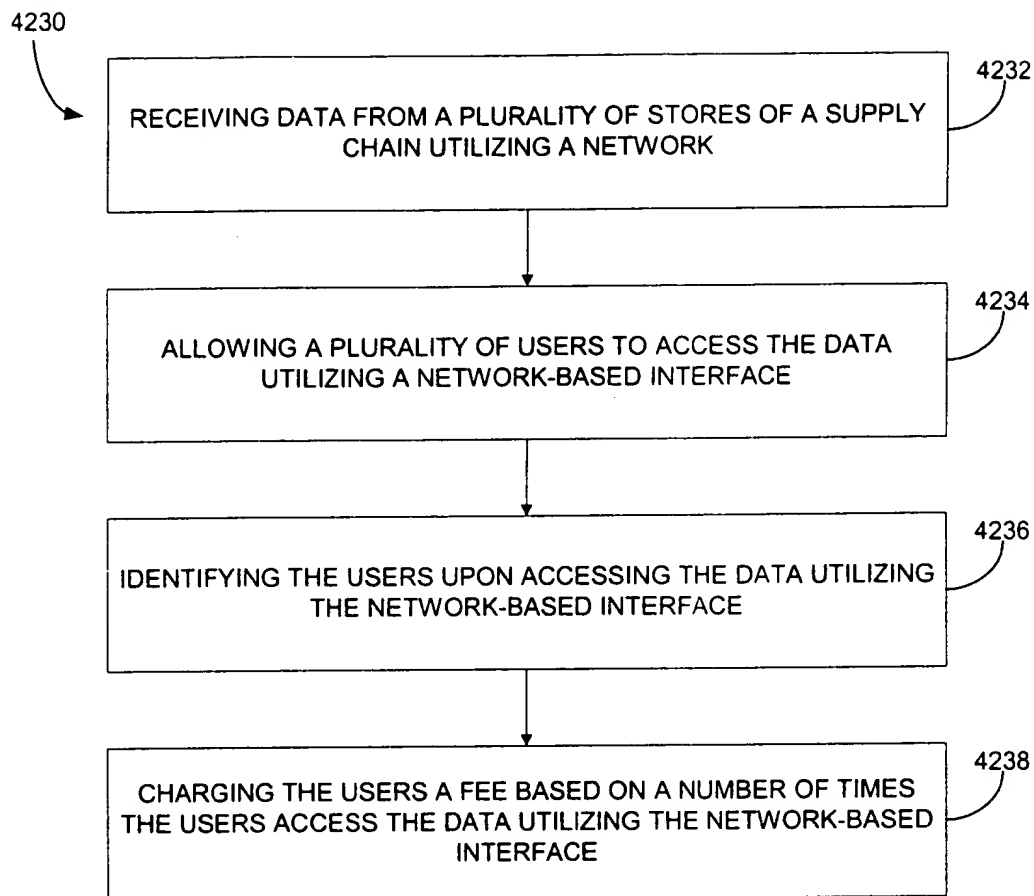 4230
4232
RECEIVING DATA FROM A PLURALITY OF STORES OF A SUPPLY
CHAIN UTILIZING A NETWORK
4234
ALLOWING A PLURALITY OF USERS TO ACCESS THE DATA
UTILIZING A NETWORK-BASED INTERFACE
4236
IDENTIFYING THE USERS UPON ACCESSING THE DATA UTILIZING
THE NETWORK-BASED INTERFACE
4238
CHARGING THE USERS A FEE BASED ON A NUMBER OF TIMES
THE USERS ACCESS THE DATA UTILIZING THE NETWORK-BASED
INTERFACE